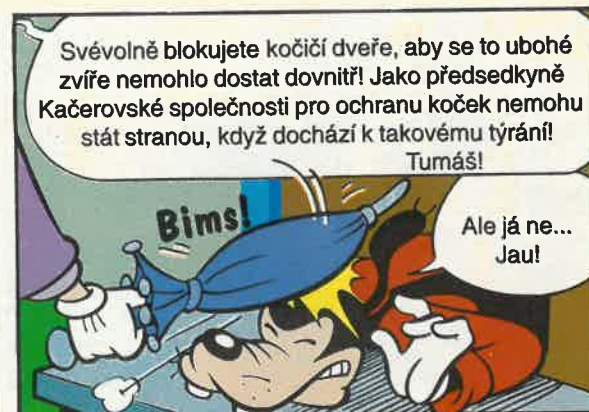 Svévolně blokujete kočičí dveře, aby se to ubohé
zvíře nemohlo dostat dovnitř! Jako předsedkyně
Kačerovské společnosti pro ochranu koček nemohu
stát stranou, když dochází k takovému týrání!
Tumáš!
Bims!
Ale já ne...
Jau!